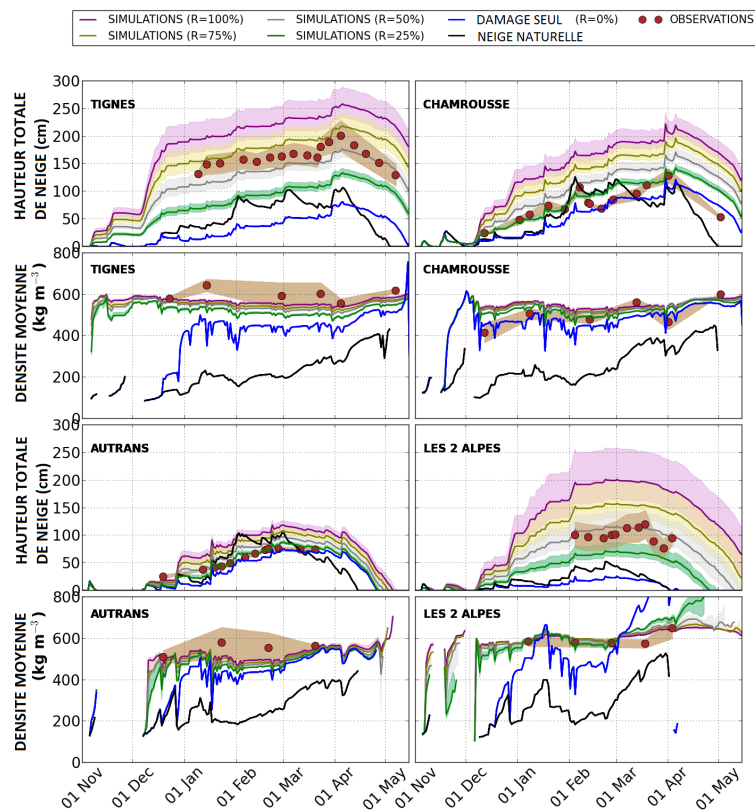 SIMULATIONS (R=100%) SIMULATIONS (R=50%) DAMAGE SEUL (R=0%) OBSERVATIONS
SIMULATIONS (R=75%) SIMULATIONS (R=25%) NEIGE NATURELLE
HAUTEUR TOTALE
DE NEIGE (cm)
300
250
200
150
100
50
0
TIGNES
CHAMROUSSE
DENSITE MOYENNE
(kg m⁻³)
800
600
400
200
0
TIGNES
CHAMROUSSE
HAUTEUR TOTALE
DE NEIGE (cm)
300
250
200
150
100
50
0
AUTRANS
LES 2 ALPES
DENSITE MOYENNE
(kg m⁻³)
800
600
400
200
0
AUTRANS
LES 2 ALPES
01 Nov 01 Dec 01 Jan 01 Feb 01 Mar 01 Apr 01 May 01 Nov 01 Dec 01 Jan 01 Feb 01 Mar 01 Apr 01 May